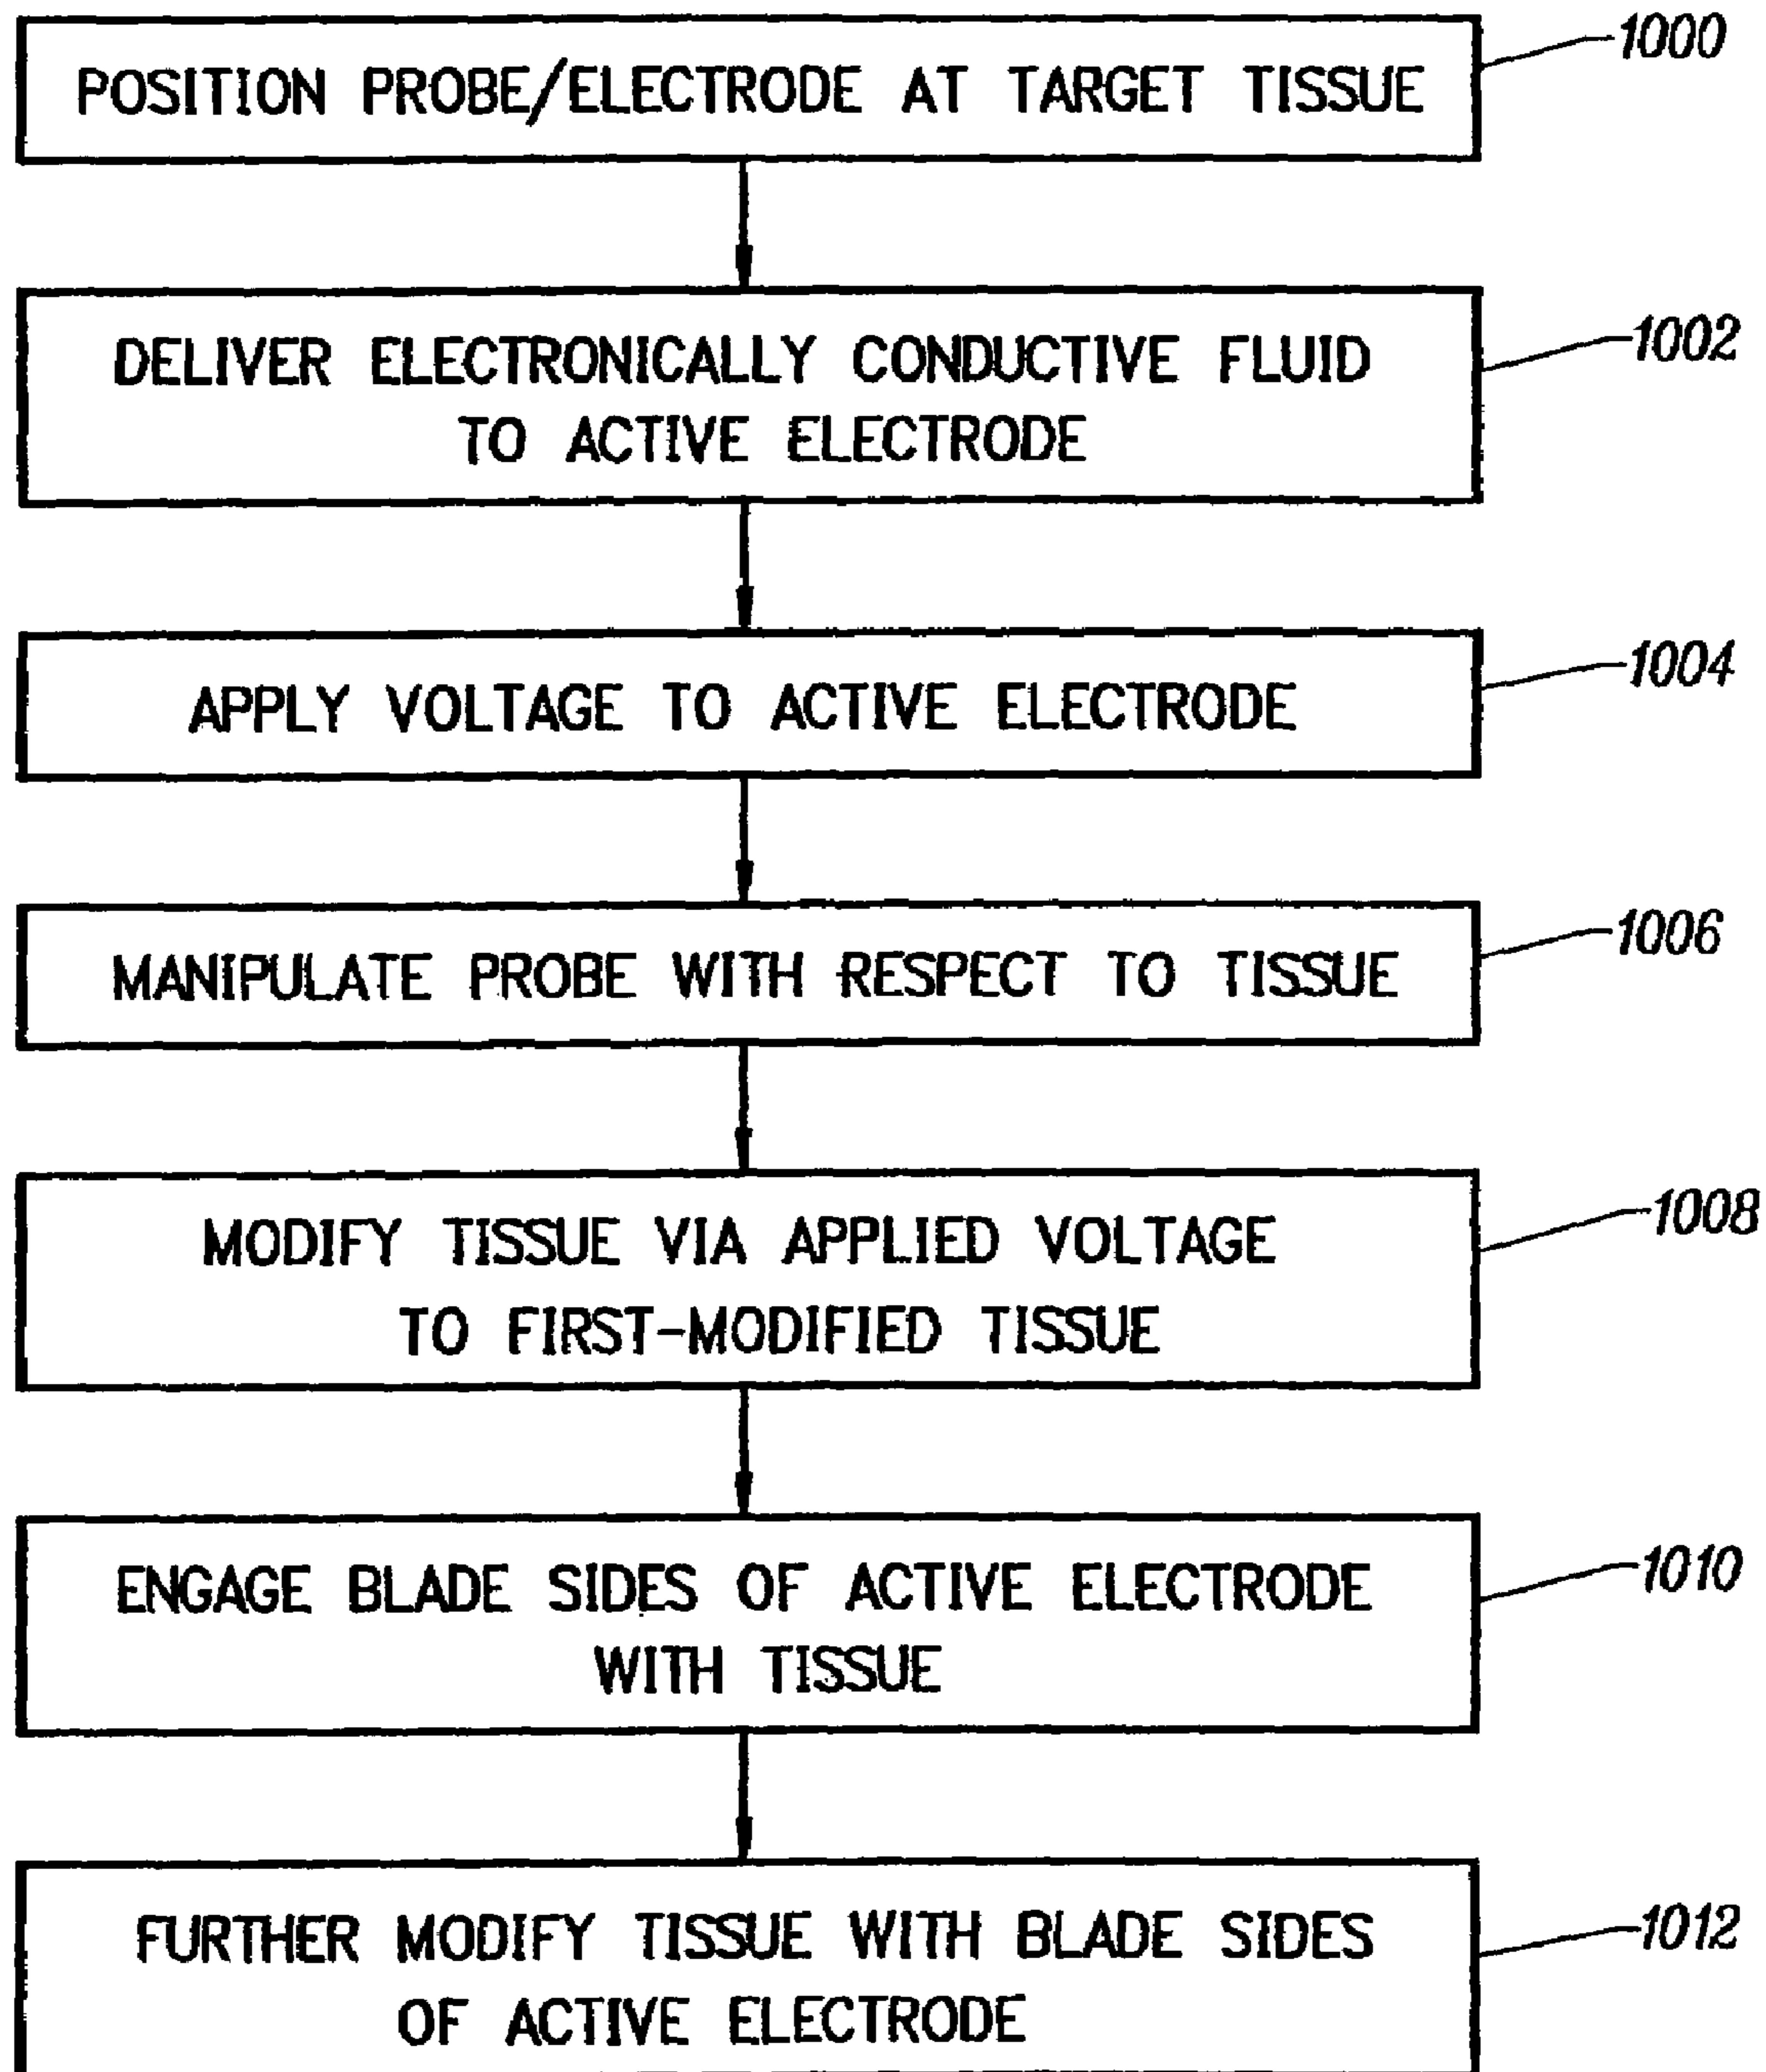 POSITION PROBE/ELECTRODE AT TARGET TISSUE
1000
DELIVER ELECTRONICALLY CONDUCTIVE FLUID
TO ACTIVE ELECTRODE
1002
APPLY VOLTAGE TO ACTIVE ELECTRODE
1004
MANIPULATE PROBE WITH RESPECT TO TISSUE
1006
MODIFY TISSUE VIA APPLIED VOLTAGE
TO FIRST-MODIFIED TISSUE
1008
ENGAGE BLADE SIDES OF ACTIVE ELECTRODE
WITH TISSUE
1010
FURTHER MODIFY TISSUE WITH BLADE SIDES
OF ACTIVE ELECTRODE
1012